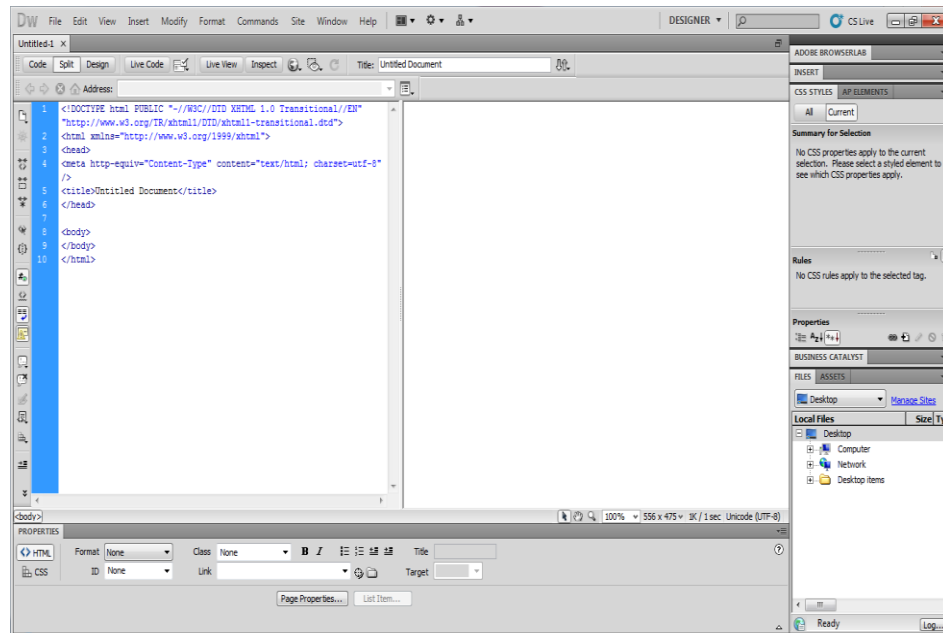 DW File Edit View Insert Modify Format Commands Site Window Help DESIGNER CS Live
Untitled-1 ×
Code Split Design Live Code Live View Inspect Title: Untitled Document
Address:
1 <!DOCTYPE html PUBLIC "-//W3C//DTD XHTML 1.0 Transitional//EN"
"http://www.w3.org/TR/xhtml1/DTD/xhtml1-transitional.dtd">
2 <html xmlns="http://www.w3.org/1999/xhtml">
3 <head>
4 <meta http-equiv="Content-Type" content="text/html; charset=utf-8"
/>
5 <title>Untitled Document</title>
6 </head>
7
8 <body>
9 </body>
10 </html>
<body>
100% 556 x 475 1K / 1 sec Unicode (UTF-8)
PROPERTIES
<> HTML Format None Class None B I Title
CSS ID None Link Target
Page Properties... List Item...
ADOBE BROWSERLAB
INSERT
CSS STYLES AP ELEMENTS
All Current
Summary for Selection
No CSS properties apply to the current
selection. Please select a styled element to
see which CSS properties apply.
Rules
No CSS rules apply to the selected tag.
Properties
BUSINESS CATALYST
FILES ASSETS
Desktop Manage Sites
Local Files Size Ty
Desktop
Computer
Network
Desktop items
Ready Log...